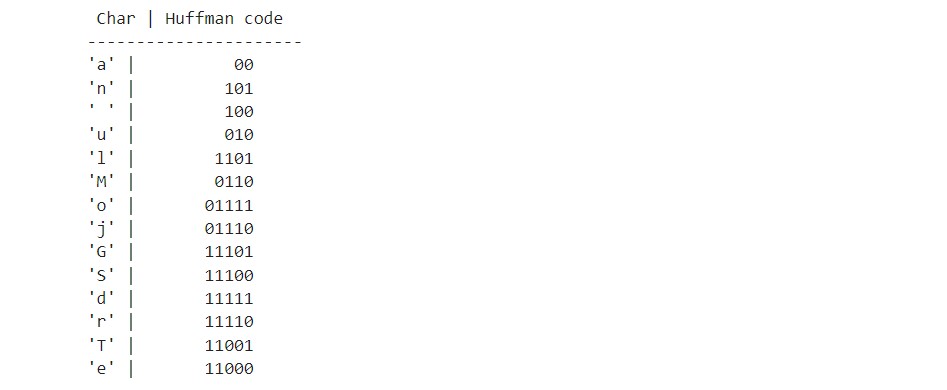 Char | Huffman code
----------------------
'a' | 00
'n' | 101
' ' | 100
'u' | 010
'l' | 1101
'M' | 0110
'o' | 01111
'j' | 01110
'G' | 11101
'S' | 11100
'd' | 11111
'r' | 11110
'T' | 11001
'e' | 11000